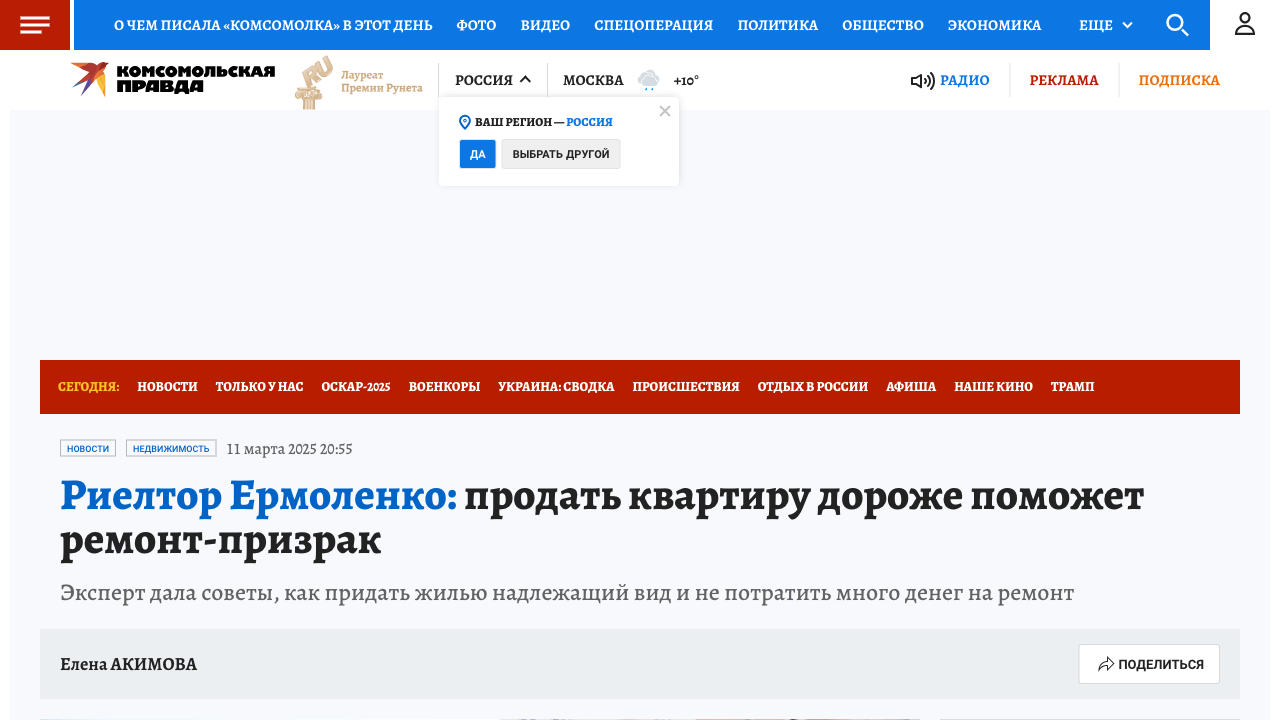 О ЧЕМ ПИСАЛА «КОМСОМОЛКА» В ЭТОТ ДЕНЬ ФОТО ВИДЕО СПЕЦОПЕРАЦИЯ ПОЛИТИКА ОБЩЕСТВО ЭКОНОМИКА ЕЩЕ
КОМСОМОЛЬСКАЯ
ПРАВДА
Лауреат
Премии Рунета
РОССИЯ МОСКВА +10° РАДИО РЕКЛАМА ПОДПИСКА
ВАШ РЕГИОН — РОССИЯ
ДА ВЫБРАТЬ ДРУГОЙ
СЕГОДНЯ: НОВОСТИ ТОЛЬКО У НАС ОСКАР-2025 ВОЕНКОРЫ УКРАИНА: СВОДКА ПРОИСШЕСТВИЯ ОТДЫХ В РОССИИ АФИША НАШЕ КИНО ТРАМП
НОВОСТИ НЕДВИЖИМОСТЬ 11 марта 2025 20:55
Риелтор Ермоленко: продать квартиру дороже поможет
ремонт-призрак
Эксперт дала советы, как придать жилью надлежащий вид и не потратить много денег на ремонт
Елена АКИМОВА ПОДЕЛИТЬСЯ